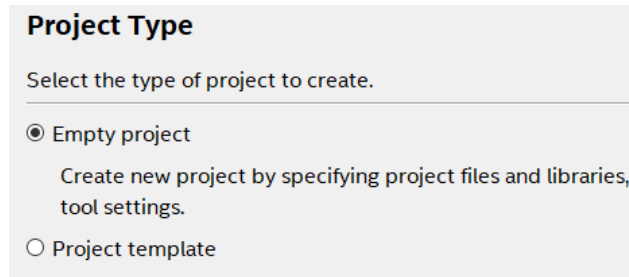 Project Type
Select the type of project to create.
Empty project
Create new project by specifying project files and libraries,
tool settings.
Project template